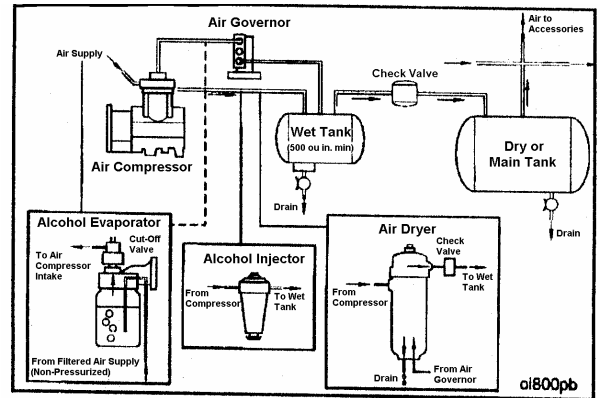 Air Governor
Air to
Accessories
Air Supply
Check Valve
Wet Tank
(500 ou in. min)
Dry or
Main Tank
Air Compressor
Drain
Drain
Alcohol Evaporator
Cut-Off
Valve
To Air
Compressor
Intake
From Filtered Air Supply
(Non-Pressurized)
Alcohol Injector
From
Compressor
To Wet
Tank
Air Dryer
Check
Valve
To Wet
Tank
From
Compressor
From Air
Governor
Drain
ai800pb